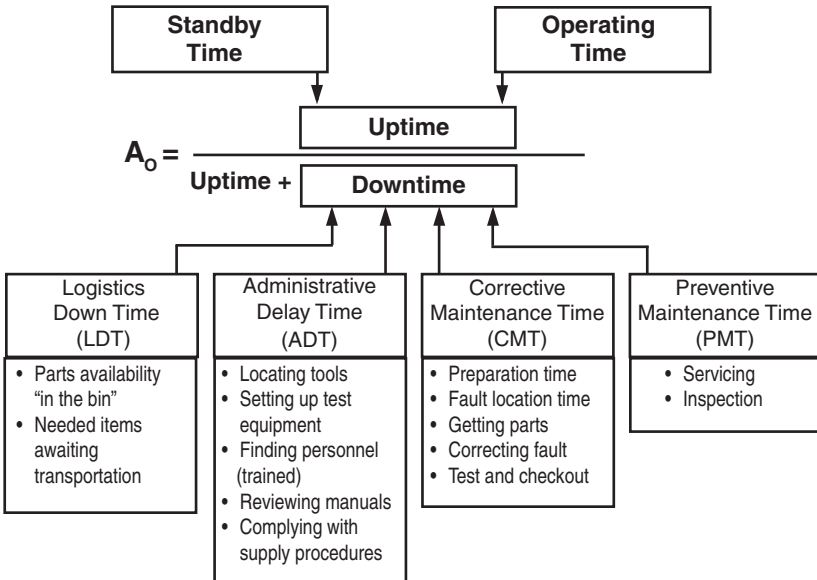 Standby
Time
Operating
Time
Uptime
Ao =
Uptime +
Downtime
Logistics
Down Time
(LDT)
• Parts availability
“in the bin”
• Needed items
awaiting
transportation
Administrative
Delay Time
(ADT)
• Locating tools
• Setting up test
equipment
• Finding personnel
(trained)
• Reviewing manuals
• Complying with
supply procedures
Corrective
Maintenance Time
(CMT)
• Preparation time
• Fault location time
• Getting parts
• Correcting fault
• Test and checkout
Preventive
Maintenance Time
(PMT)
• Servicing
• Inspection